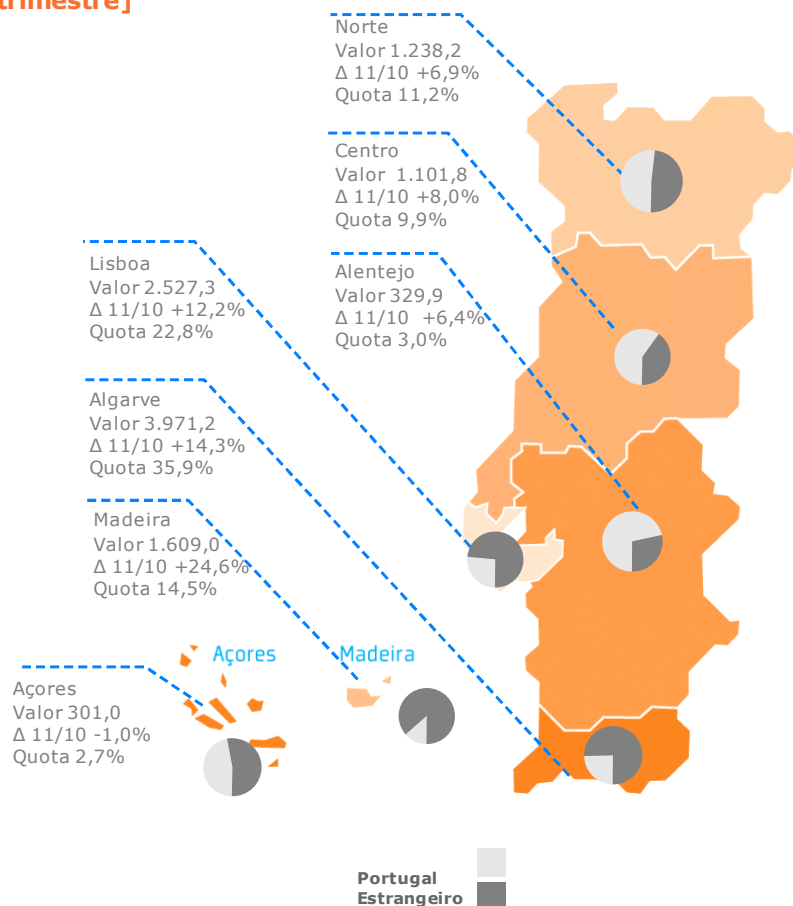 trimestre]
Norte
Valor 1.238,2
Δ 11/10 +6,9%
Quota 11,2%
Centro
Valor 1.101,8
Δ 11/10 +8,0%
Quota 9,9%
Lisboa
Valor 2.527,3
Δ 11/10 +12,2%
Quota 22,8%
Alentejo
Valor 329,9
Δ 11/10 +6,4%
Quota 3,0%
Algarve
Valor 3.971,2
Δ 11/10 +14,3%
Quota 35,9%
Madeira
Valor 1.609,0
Δ 11/10 +24,6%
Quota 14,5%
Açores
Madeira
Açores
Valor 301,0
Δ 11/10 -1,0%
Quota 2,7%
Portugal
Estrangeiro